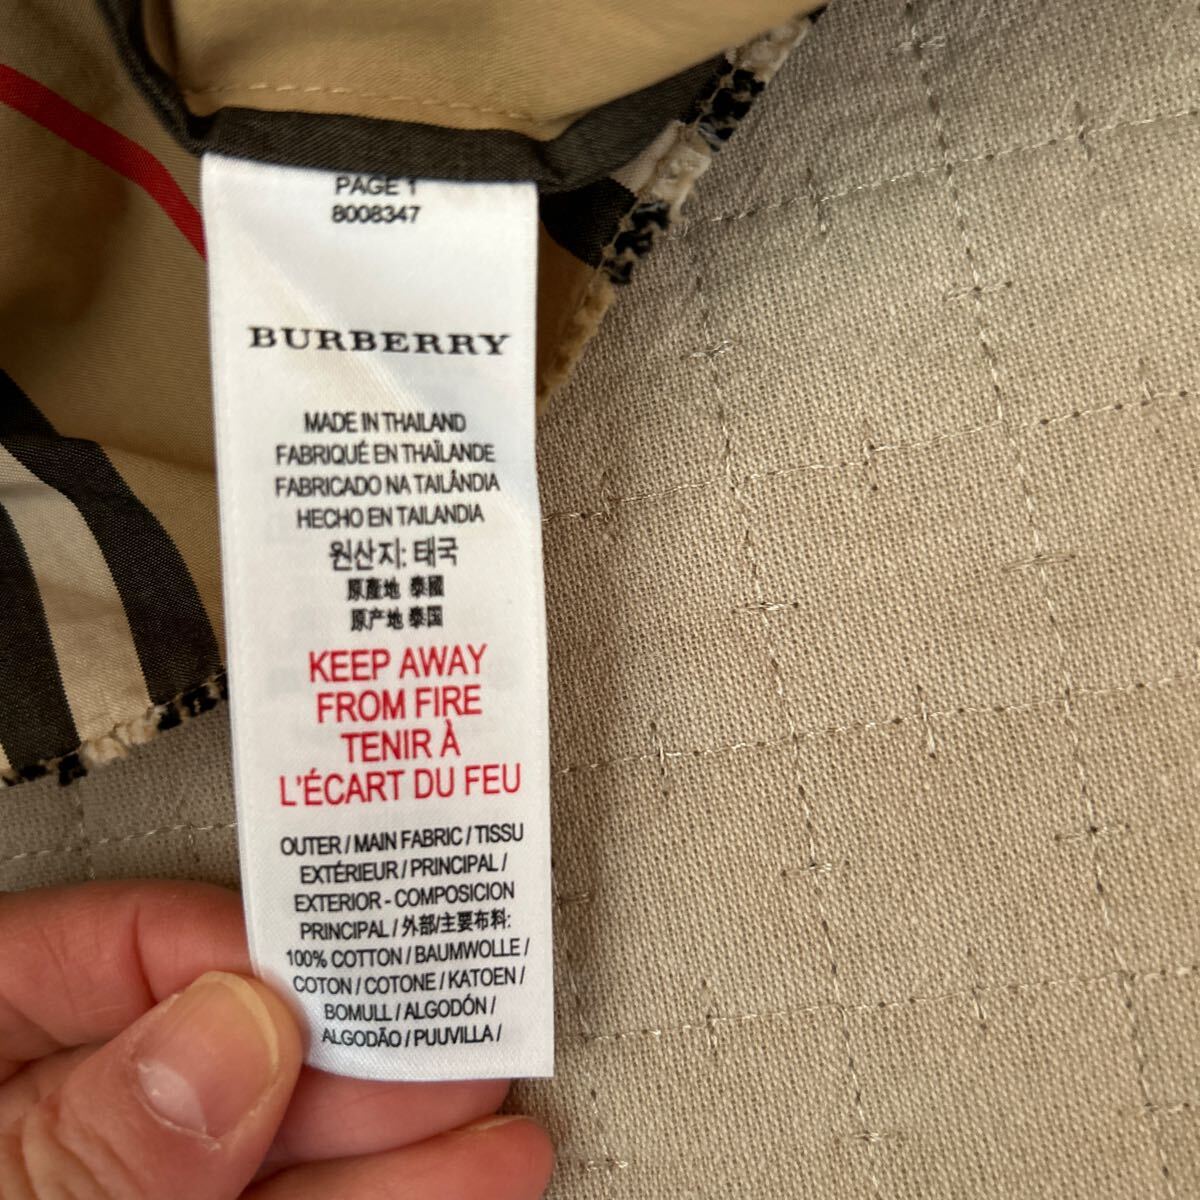 PAGE 1
8008347
BURBERRY
MADE IN THAILAND
FABRIQUÉ EN THAÏLANDE
FABRICADO NA TAILÂNDIA
HECHO EN TAILANDIA
원산지: 태국
原產地 泰國
原产地 泰国
KEEP AWAY
FROM FIRE
TENIR À
L'ÉCART DU FEU
OUTER / MAIN FABRIC / TISSU
EXTÉRIEUR / PRINCIPAL /
EXTERIOR - COMPOSICION
PRINCIPAL / 外部/主要布料:
100% COTTON / BAUMWOLLE /
COTON / COTONE / KATOEN /
BOMULL / ALGODÓN /
ALGODÃO / PUUVILLA /